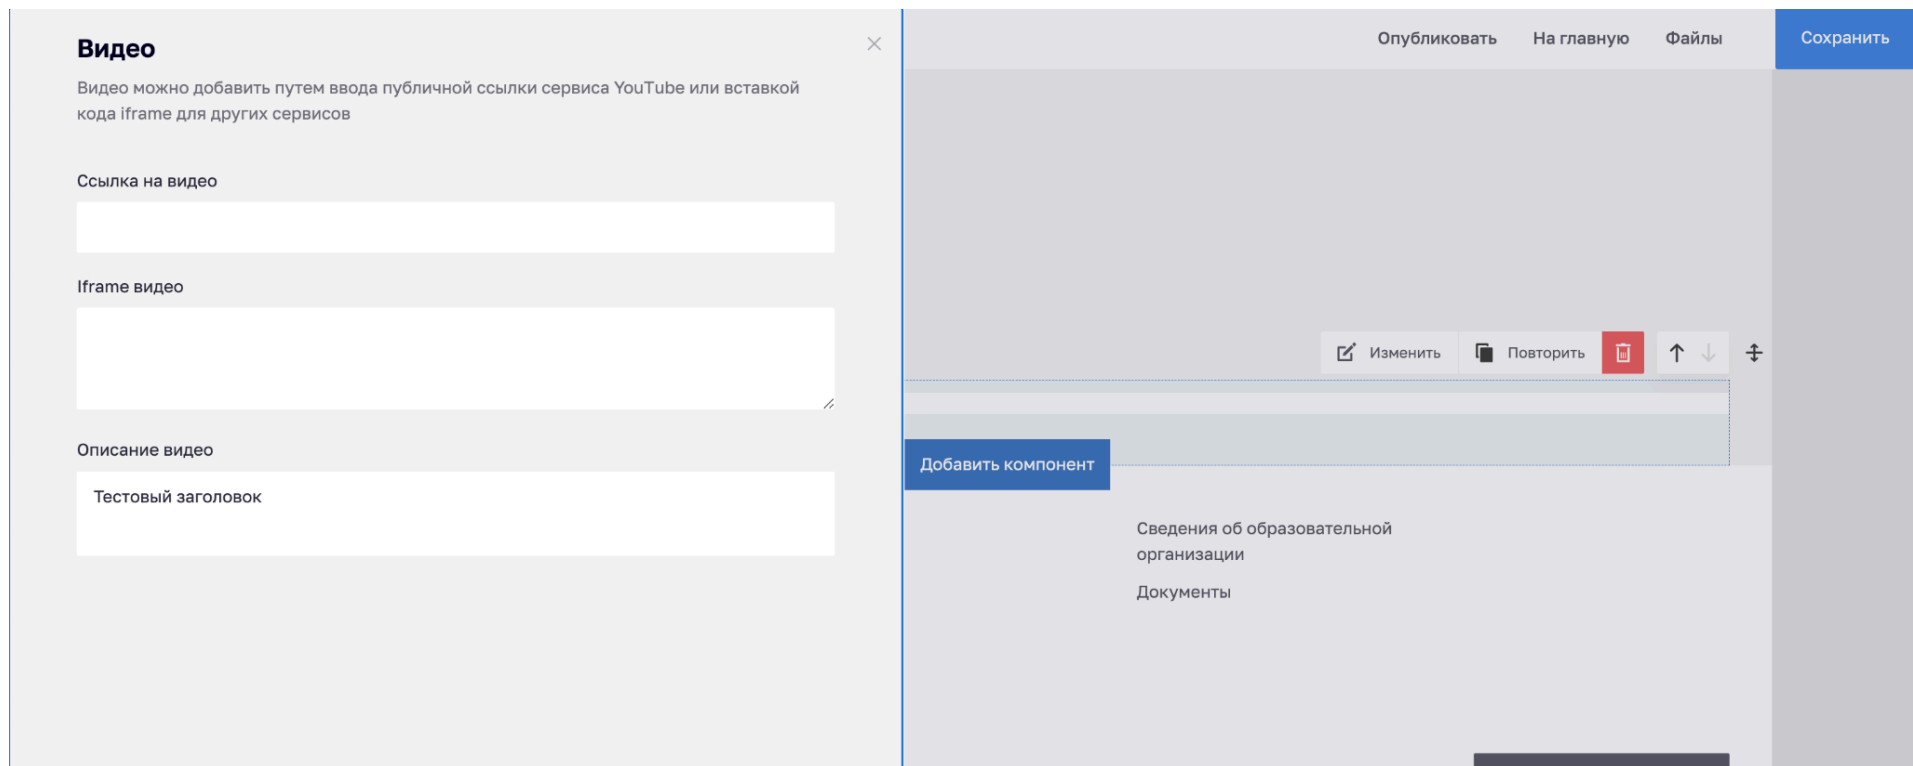 Видео
Видео можно добавить путем ввода публичной ссылки сервиса YouTube или вставкой
кода iframe для других сервисов
Ссылка на видео
Iframe видео
Описание видео
Тестовый заголовок
Опубликовать На главную Файлы Сохранить
Изменить Повторить
Добавить компонент
Сведения об образовательной
организации
Документы